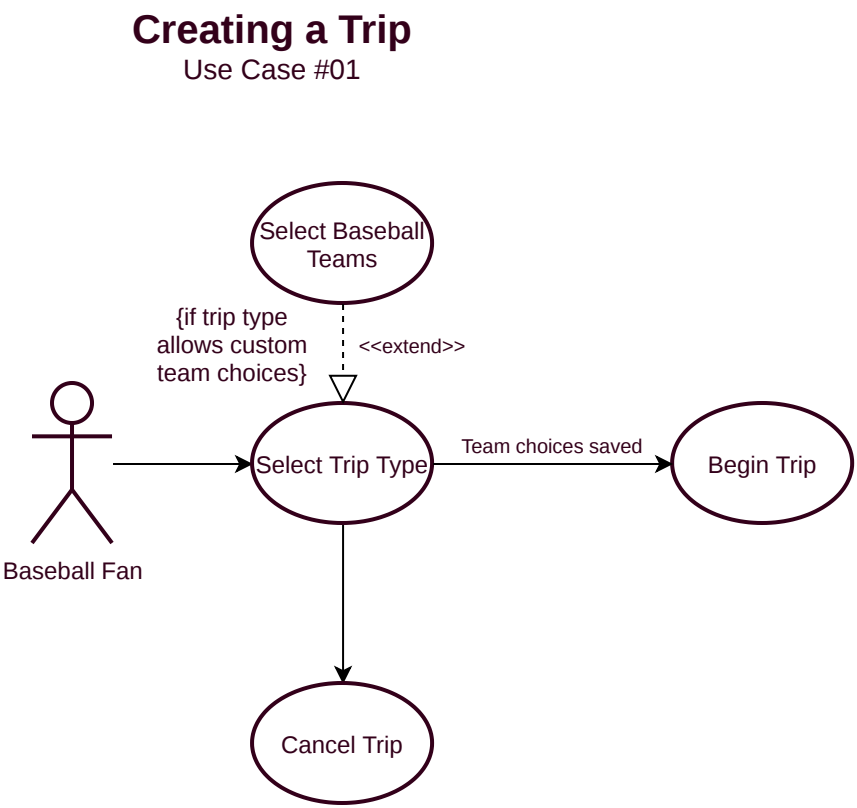 Creating a Trip
Use Case #01
Select Baseball
Teams
{if trip type
allows custom
team choices}
<<extend>>
Baseball Fan
Select Trip Type
Team choices saved
Begin Trip
Cancel Trip